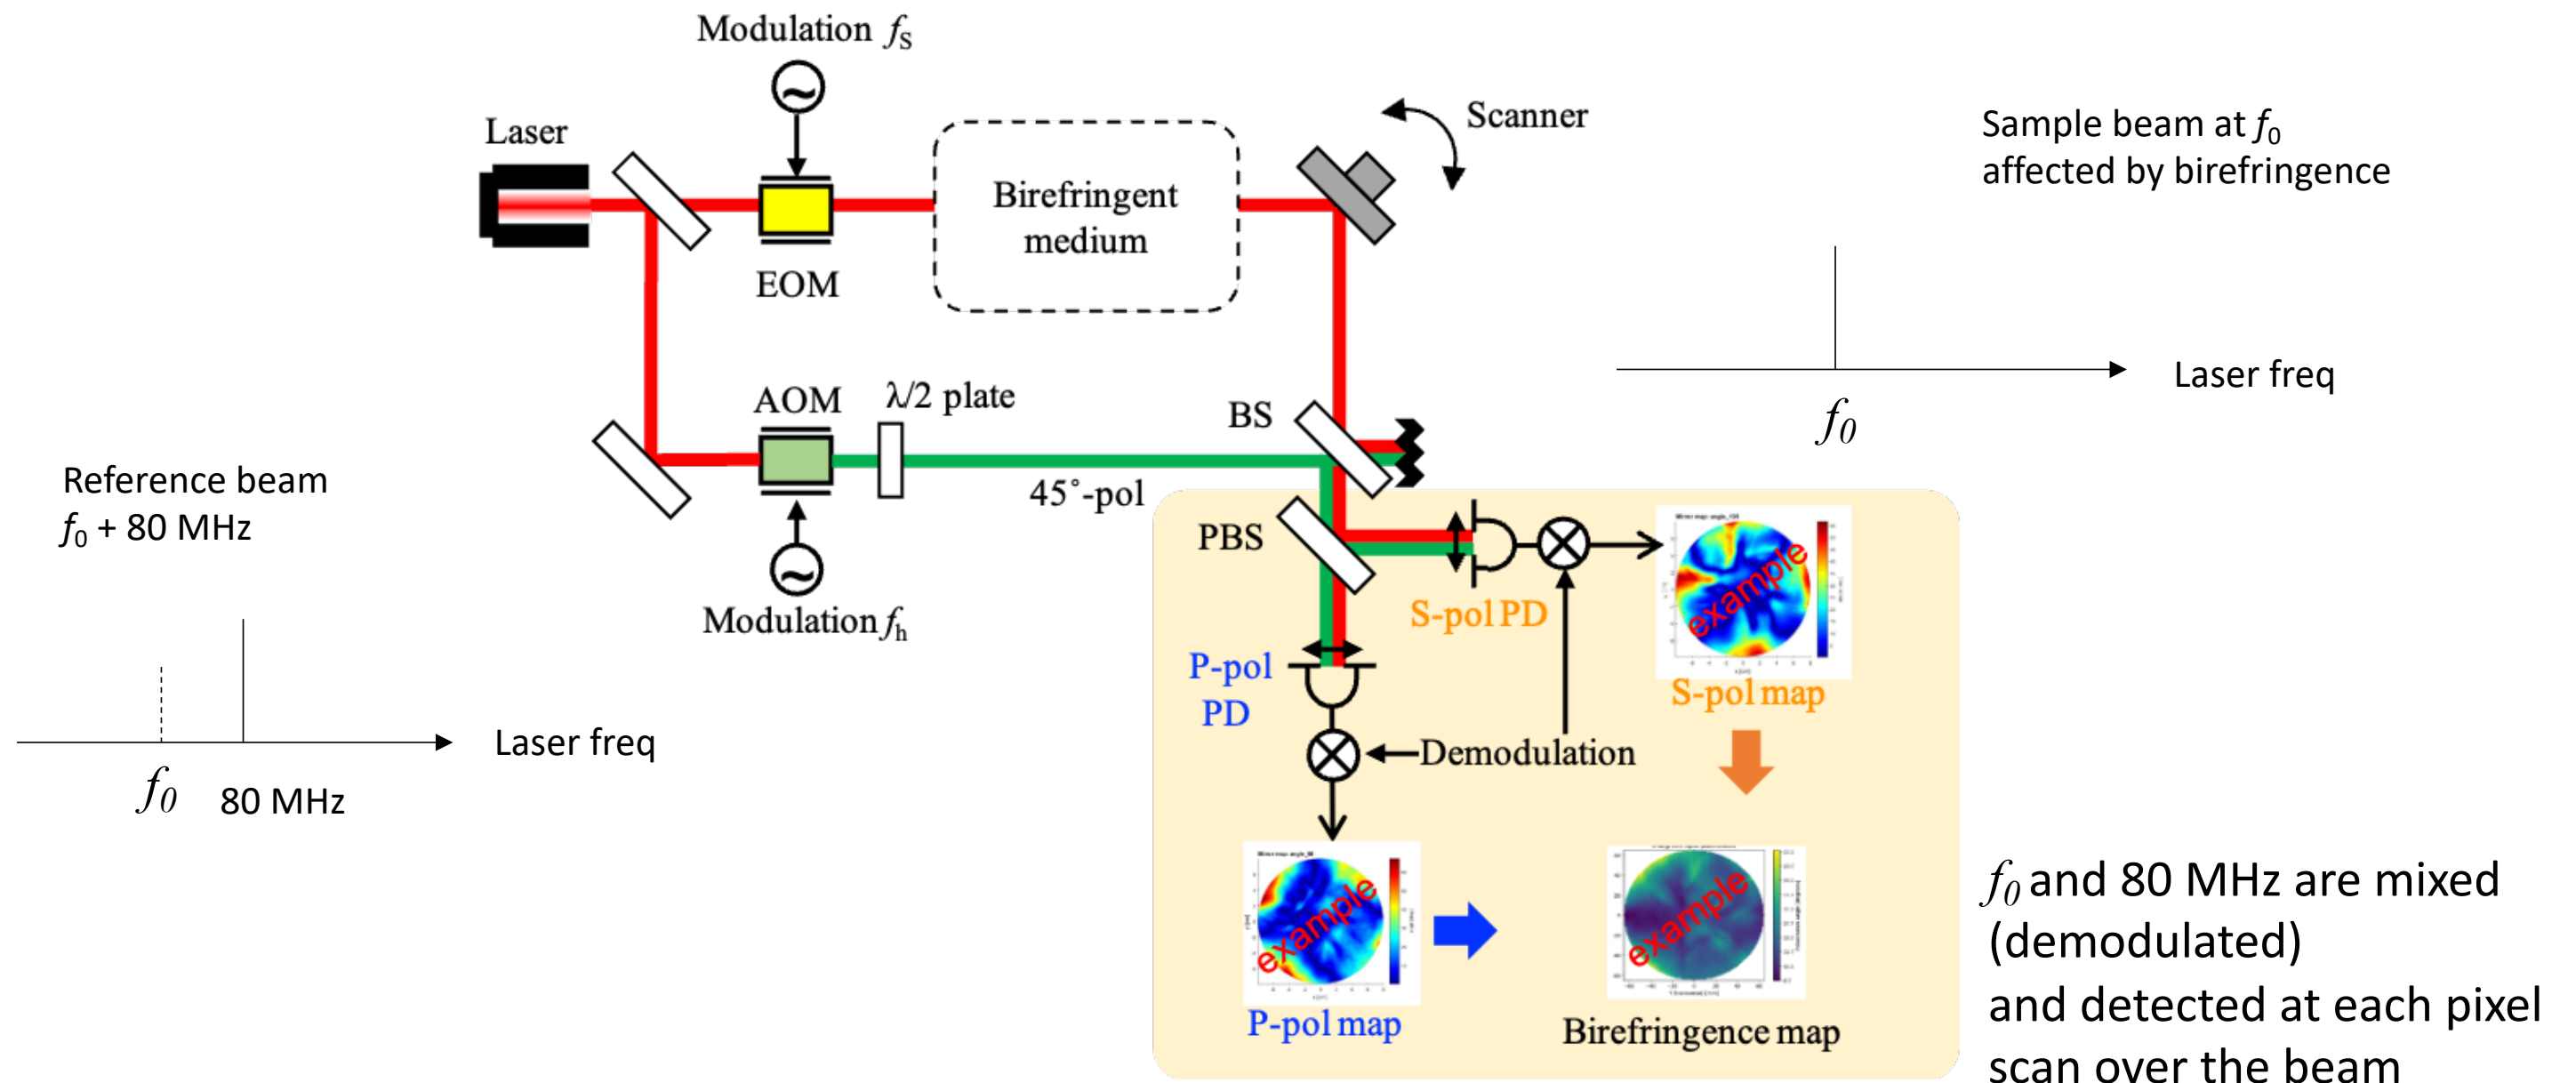 Modulation fS
Laser
Scanner
Sample beam at f0
affected by birefringence
Birefringent
medium
EOM
Laser freq
f0
AOM
λ/2 plate
BS
45˚-pol
Reference beam
f0 + 80 MHz
Modulation fh
PBS
S-pol PD
example
S-pol map
P-pol
PD
Demodulation
Laser freq
f0
80 MHz
example
P-pol map
example
Birefringence map
f0 and 80 MHz are mixed
(demodulated)
and detected at each pixel
scan over the beam